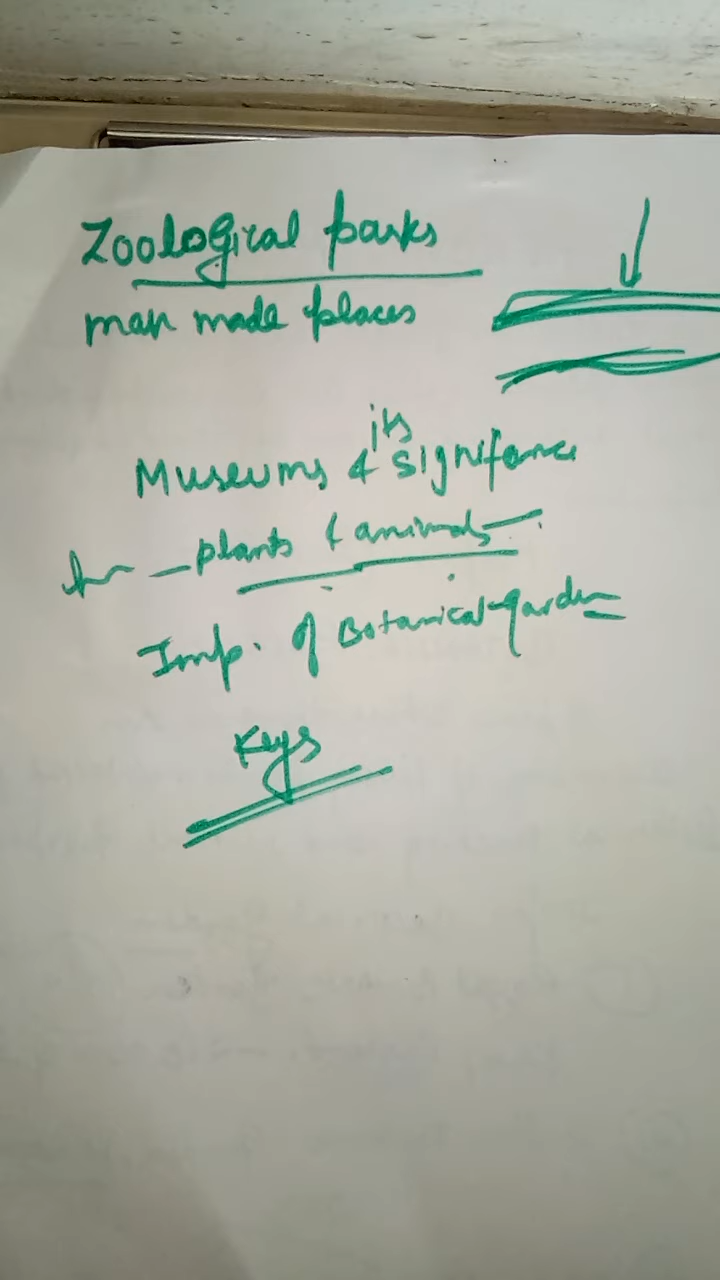 Zoological parks
man made places
its
Museums & Significance
plants & animals
Imp. of Botanical garden
Keys